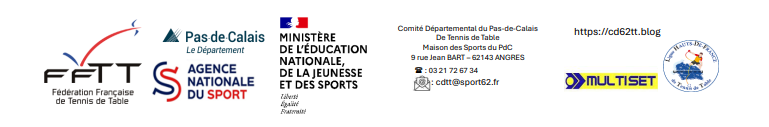 FFTT
Fédération Française
de Tennis de Table
Pas-de-Calais
Le Département
AGENCE
NATIONALE
DU SPORT
MINISTÈRE
DE L'ÉDUCATION
NATIONALE,
DE LA JEUNESSE
ET DES SPORTS
Liberté
Égalité
Fraternité
Comité Départemental du Pas-de-Calais
De Tennis de Table
Maison des Sports du PdC
9 rue Jean BART – 62143 ANGRES
: 03 21 72 67 34
: cdtt@sport62.fr
https://cd62tt.blog
MULTISET
Ligue HAUTS-DE-FRANCE
de Tennis de Table